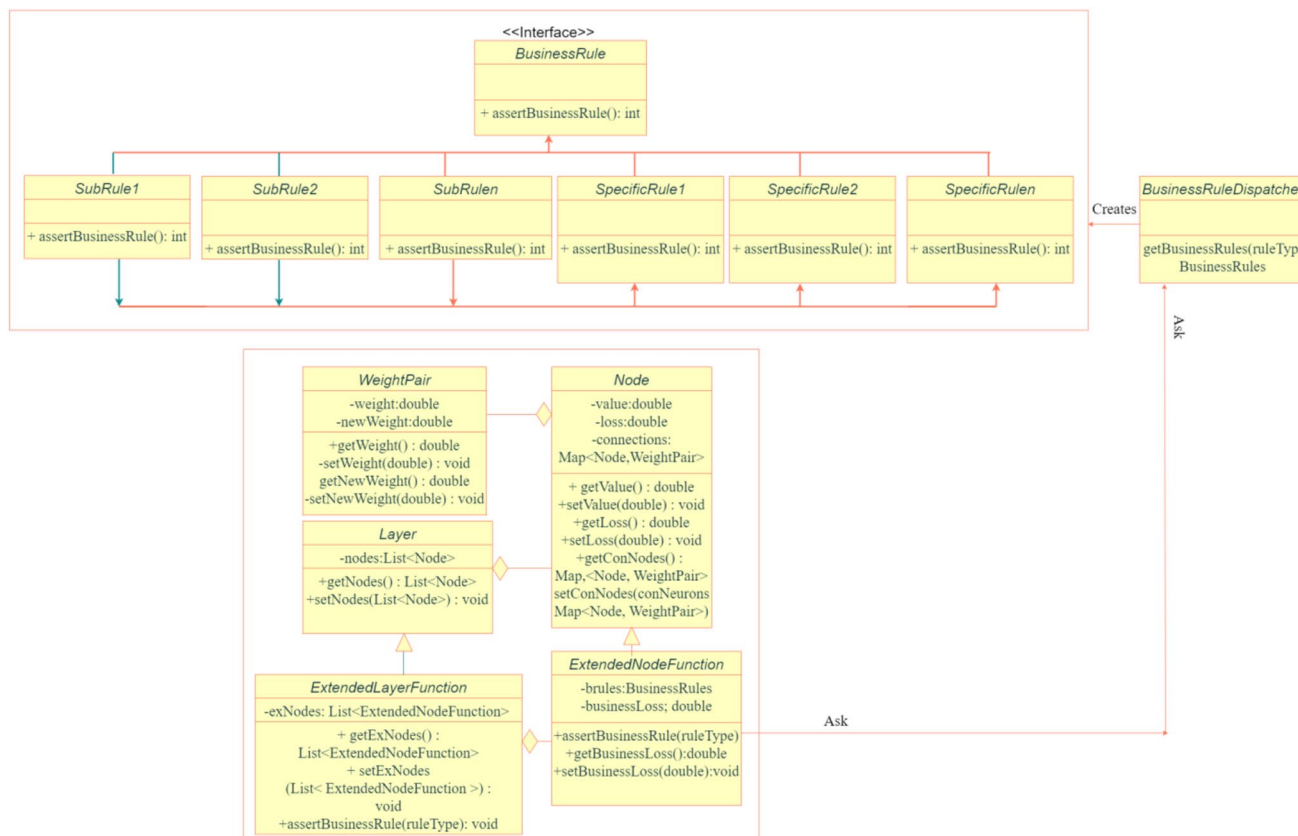 <<Interface>>
BusinessRule
+ assertBusinessRule(): int
SubRule1
+ assertBusinessRule(): int
SubRule2
+ assertBusinessRule(): int
SubRulen
+ assertBusinessRule(): int
SpecificRule1
+ assertBusinessRule(): int
SpecificRule2
+ assertBusinessRule(): int
SpecificRulen
+ assertBusinessRule(): int
Creates
BusinessRuleDispatche
getBusinessRules(ruleTyp
BusinessRules
Ask
WeightPair
-weight:double
-newWeight:double
+getWeight() : double
-setWeight(double) : void
getNewWeight() : double
-setNewWeight(double) : void
Node
-value:double
-loss:double
-connections:
Map<Node,WeightPair>
+ getValue() : double
+setValue(double) : void
+getLoss() : double
+setLoss(double) : void
+getConNodes() :
Map,<Node, WeightPair>
setConNodes(conNeurons
Map<Node, WeightPair>)
Layer
-nodes:List<Node>
+getNodes() : List<Node>
+setNodes(List<Node>) : void
ExtendedLayerFunction
-exNodes: List<ExtendedNodeFunction>
+ getExNodes() :
List<ExtendedNodeFunction>
+ setExNodes
(List< ExtendedNodeFunction >) :
void
+assertBusinessRule(ruleType): void
ExtendedNodeFunction
-brules:BusinessRules
-businessLoss; double
+assertBusinessRule(ruleType)
+getBusinessLoss():double
+setBusinessLoss(double):void
Ask